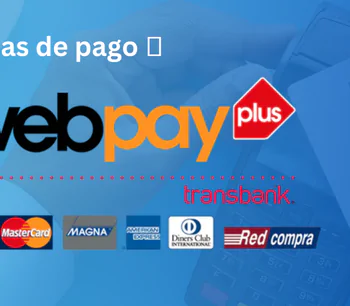 as de pago
webpay plus
transbank.
MasterCard MAGNA AMERICAN EXPRESS Diners Club INTERNATIONAL Red compra